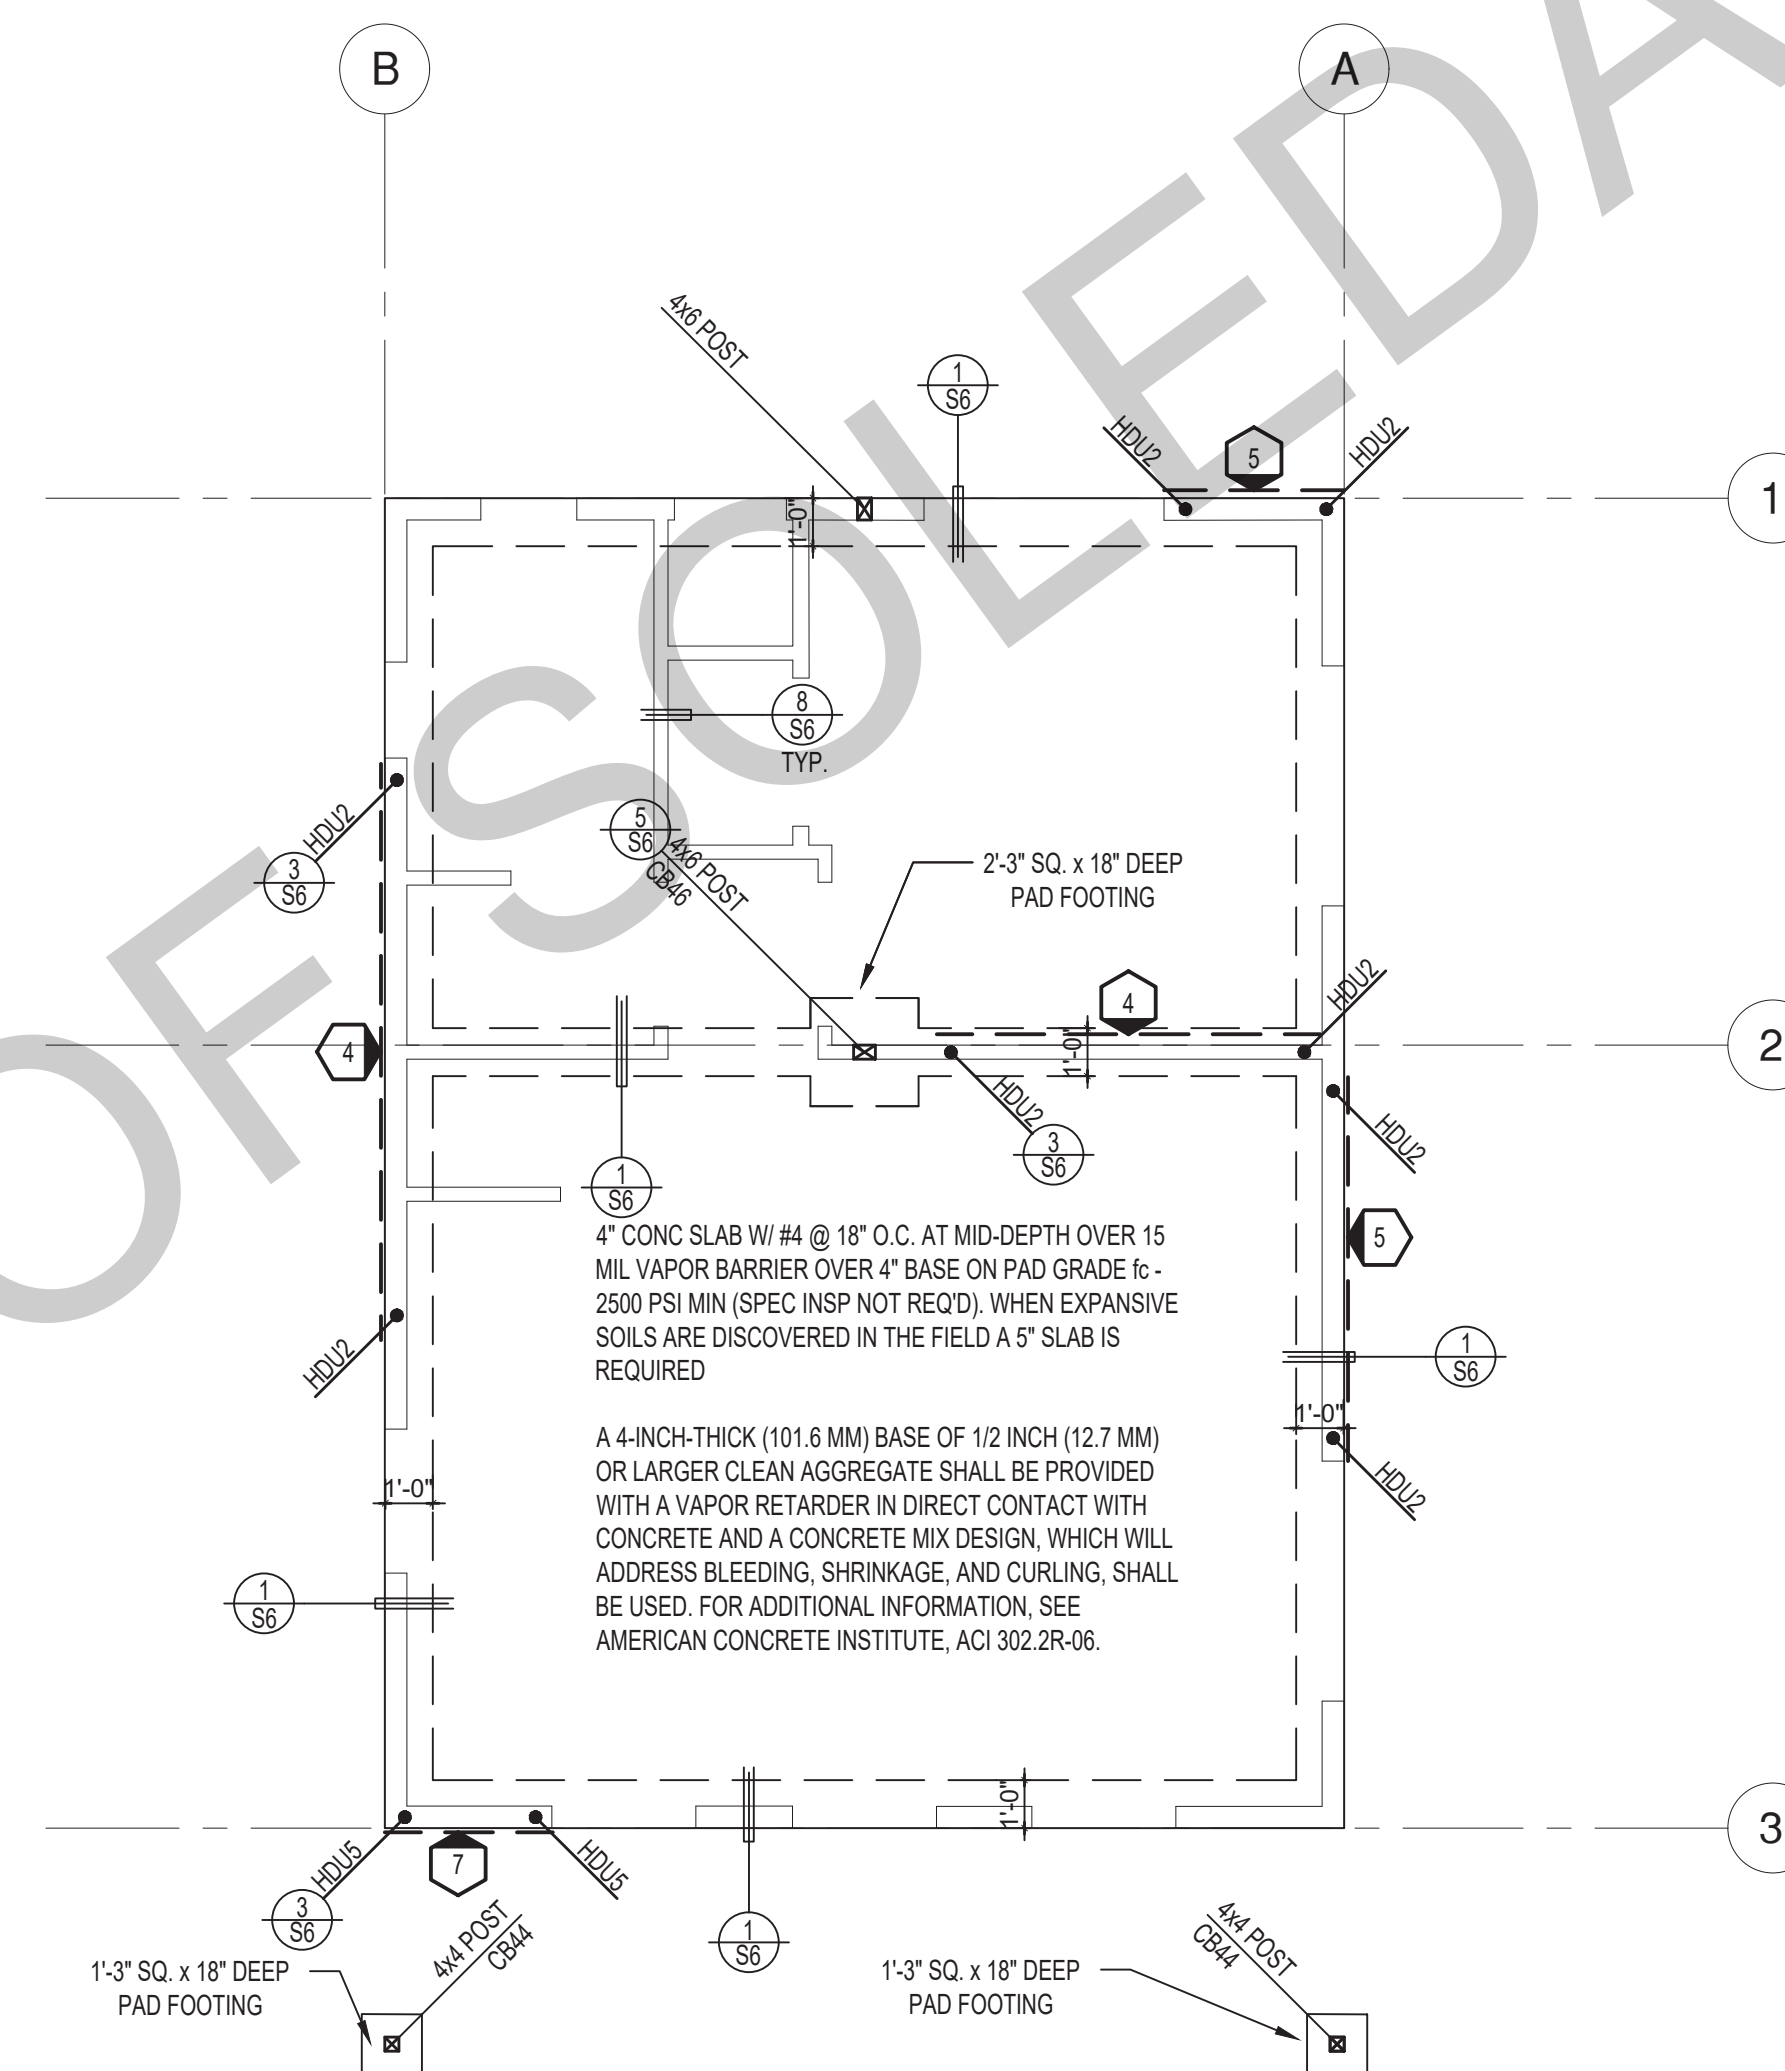 B
A
4x6 POST
1
S6
HDU2
5
HDU2
1
1'-0"
8
S6
TYP.
5
S6
4x6 POST
CB46
HDU2
3
S6
2'-3" SQ. x 18" DEEP
PAD FOOTING
4
HDU2
4
1'-0"
2
HDU2
3
S6
HDU2
1
S6
5
4" CONC SLAB W/ #4 @ 18" O.C. AT MID-DEPTH OVER 15
MIL VAPOR BARRIER OVER 4" BASE ON PAD GRADE fc -
2500 PSI MIN (SPEC INSP NOT REQ'D). WHEN EXPANSIVE
SOILS ARE DISCOVERED IN THE FIELD A 5" SLAB IS
REQUIRED
HDU2
1
S6
1'-0"
A 4-INCH-THICK (101.6 MM) BASE OF 1/2 INCH (12.7 MM)
OR LARGER CLEAN AGGREGATE SHALL BE PROVIDED
WITH A VAPOR RETARDER IN DIRECT CONTACT WITH
CONCRETE AND A CONCRETE MIX DESIGN, WHICH WILL
ADDRESS BLEEDING, SHRINKAGE, AND CURLING, SHALL
BE USED. FOR ADDITIONAL INFORMATION, SEE
AMERICAN CONCRETE INSTITUTE, ACI 302.2R-06.
HDU2
1'-0"
1
S6
1'-0"
3
HDU5
7
HDU5
3
S6
1
S6
4x4 POST
CB44
4x4 POST
CB44
1'-3" SQ. x 18" DEEP
PAD FOOTING
1'-3" SQ. x 18" DEEP
PAD FOOTING
OF SOLEDA